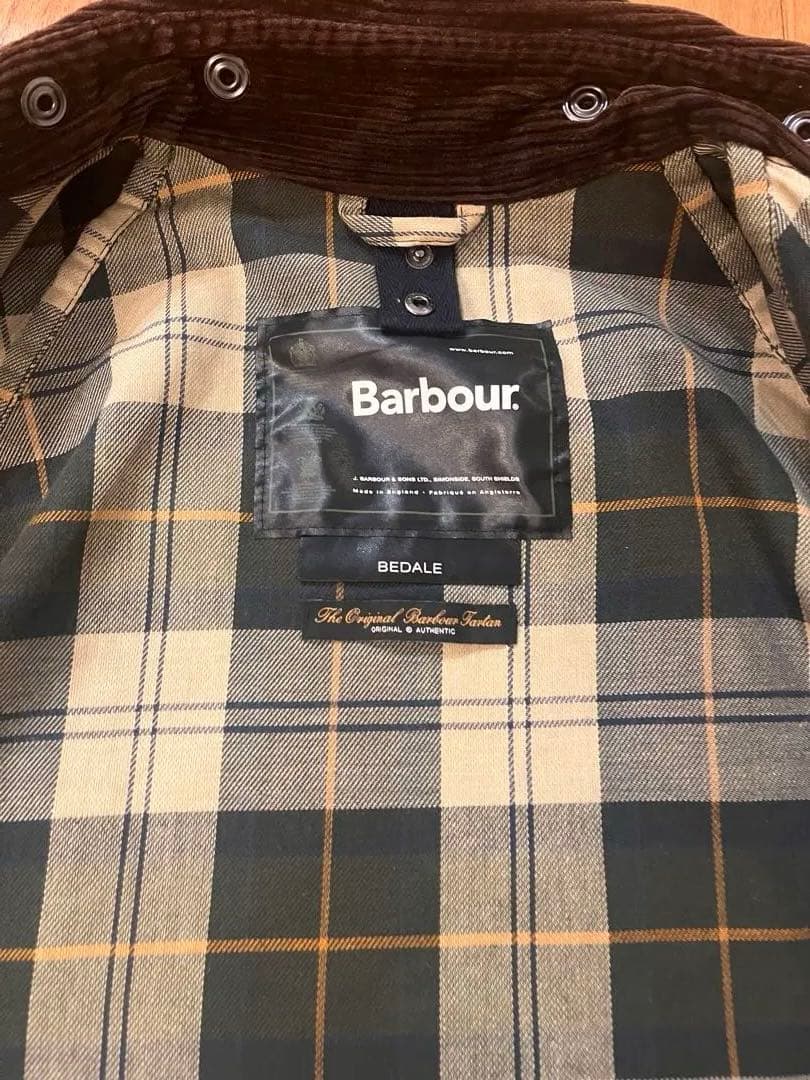 www.barbour.com
Barbour.
J. BARBOUR & SONS LTD., SIMONSIDE, SOUTH SHIELDS
Made in England - Fabriqué en Angleterre
BEDALE
The Original Barbour Tartan
ORIGINAL © AUTHENTIC